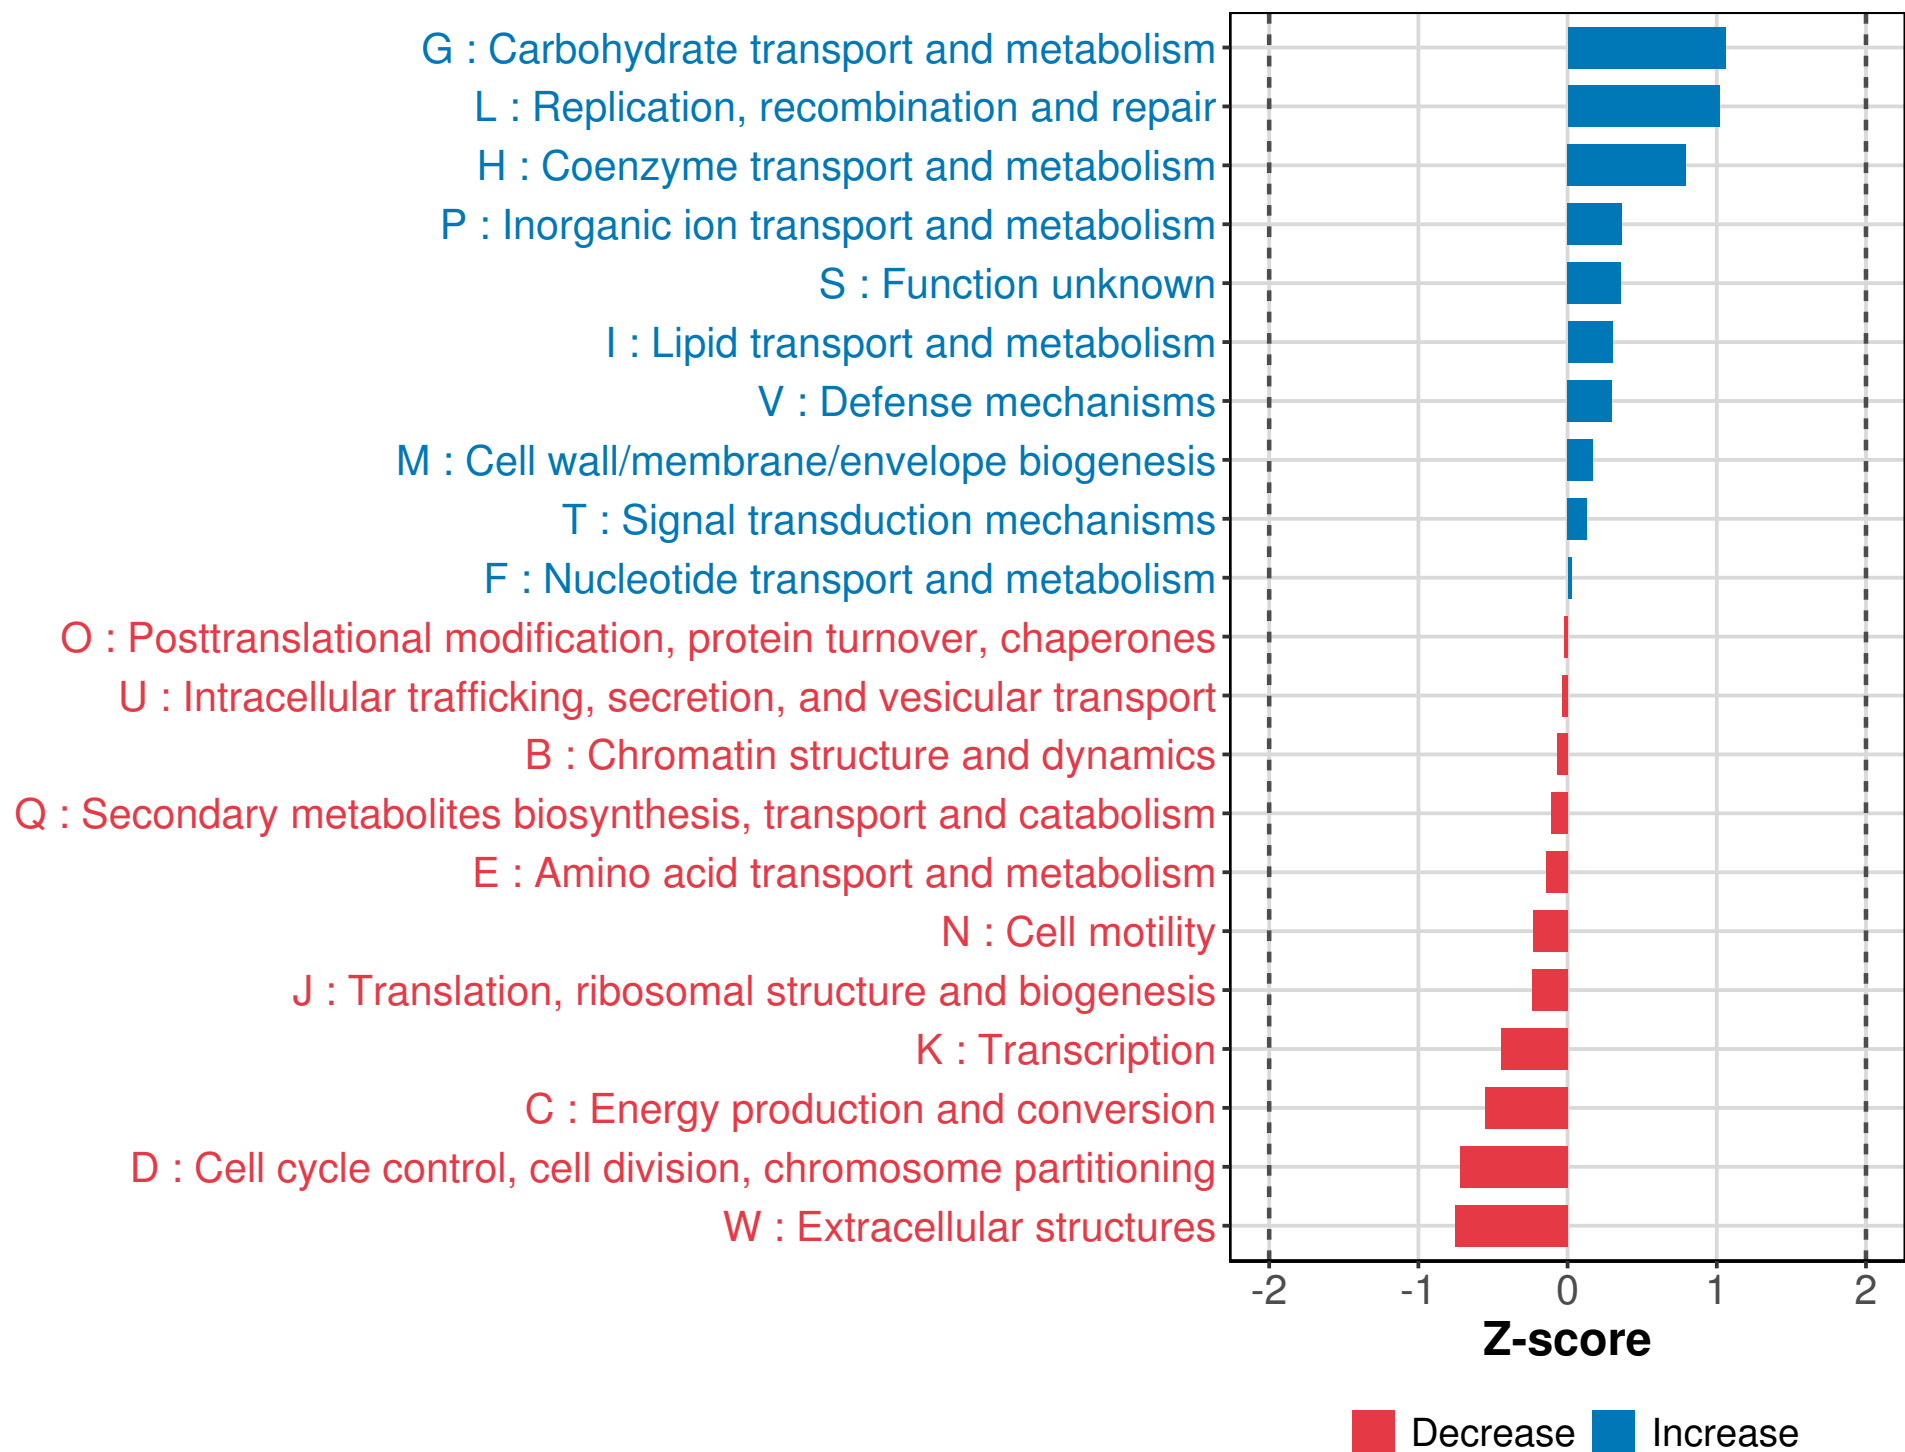 G : Carbohydrate transport and metabolism
L : Replication, recombination and repair
H : Coenzyme transport and metabolism
P : Inorganic ion transport and metabolism
S : Function unknown
I : Lipid transport and metabolism
V : Defense mechanisms
M : Cell wall/membrane/envelope biogenesis
T : Signal transduction mechanisms
F : Nucleotide transport and metabolism
O : Posttranslational modification, protein turnover, chaperones
U : Intracellular trafficking, secretion, and vesicular transport
B : Chromatin structure and dynamics
Q : Secondary metabolites biosynthesis, transport and catabolism
E : Amino acid transport and metabolism
N : Cell motility
J : Translation, ribosomal structure and biogenesis
K : Transcription
C : Energy production and conversion
D : Cell cycle control, cell division, chromosome partitioning
W : Extracellular structures
-2 -1 0 1 2
Z-score
Decrease Increase